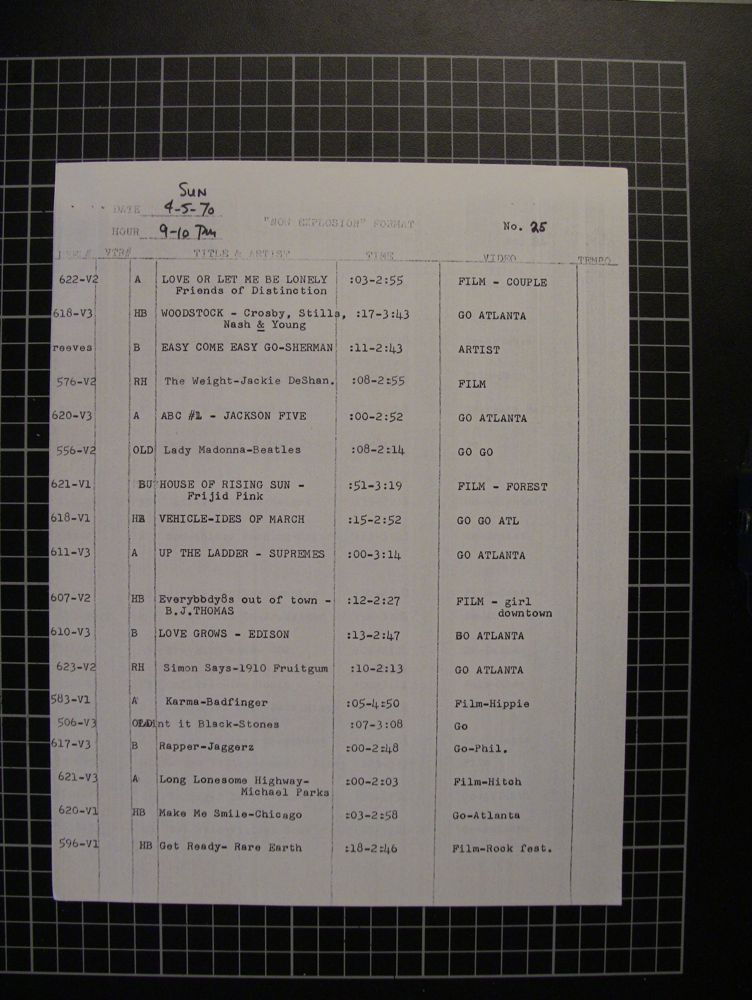 SUN
DATE 4-5-70
"NOW EXPLOSION" FORMAT No. 25
HOUR 9-10 Pm
VTR# TITLE & ARTIST TIME VIDEO TEMPO
622-V2 A LOVE OR LET ME BE LONELY :03-2:55 FILM - COUPLE
Friends of Distinction
618-V3 HB WOODSTOCK - Crosby, Stills, :17-3:43 GO ATLANTA
Nash & Young
reeves B EASY COME EASY GO-SHERMAN :11-2:43 ARTIST
576-V2 RH The Weight-Jackie DeShan. :08-2:55 FILM
620-V3 A ABC #1 - JACKSON FIVE :00-2:52 GO ATLANTA
556-V2 OLD Lady Madonna-Beatles :08-2:14 GO GO
621-V1 BU HOUSE OF RISING SUN - :51-3:19 FILM - FOREST
Frijid Pink
618-V1 HB VEHICLE-IDES OF MARCH :15-2:52 GO GO ATL
611-V3 A UP THE LADDER - SUPREMES :00-3:14 GO ATLANTA
607-V2 HB Everybbdy8s out of town - :12-2:27 FILM - girl
B.J.THOMAS downtown
610-V3 B LOVE GROWS - EDISON :13-2:47 BO ATLANTA
623-V2 RH Simon Says-1910 Fruitgum :10-2:13 GO ATLANTA
583-V1 A Karma-Badfinger :05-4:50 Film-Hippie
506-V3 it Black-Stones :07-3:08 Go
617-V3 B Rapper-Jaggerz :00-2:48 Go-Phil.
621-V3 A Long Lonesome Highway- :00-2:03 Film-Hitch
Michael Parks
620-V1 HB Make Me Smile-Chicago :03-2:58 Go-Atlanta
596-V1 HB Get Ready- Rare Earth :18-2:46 Film-Rock fest.